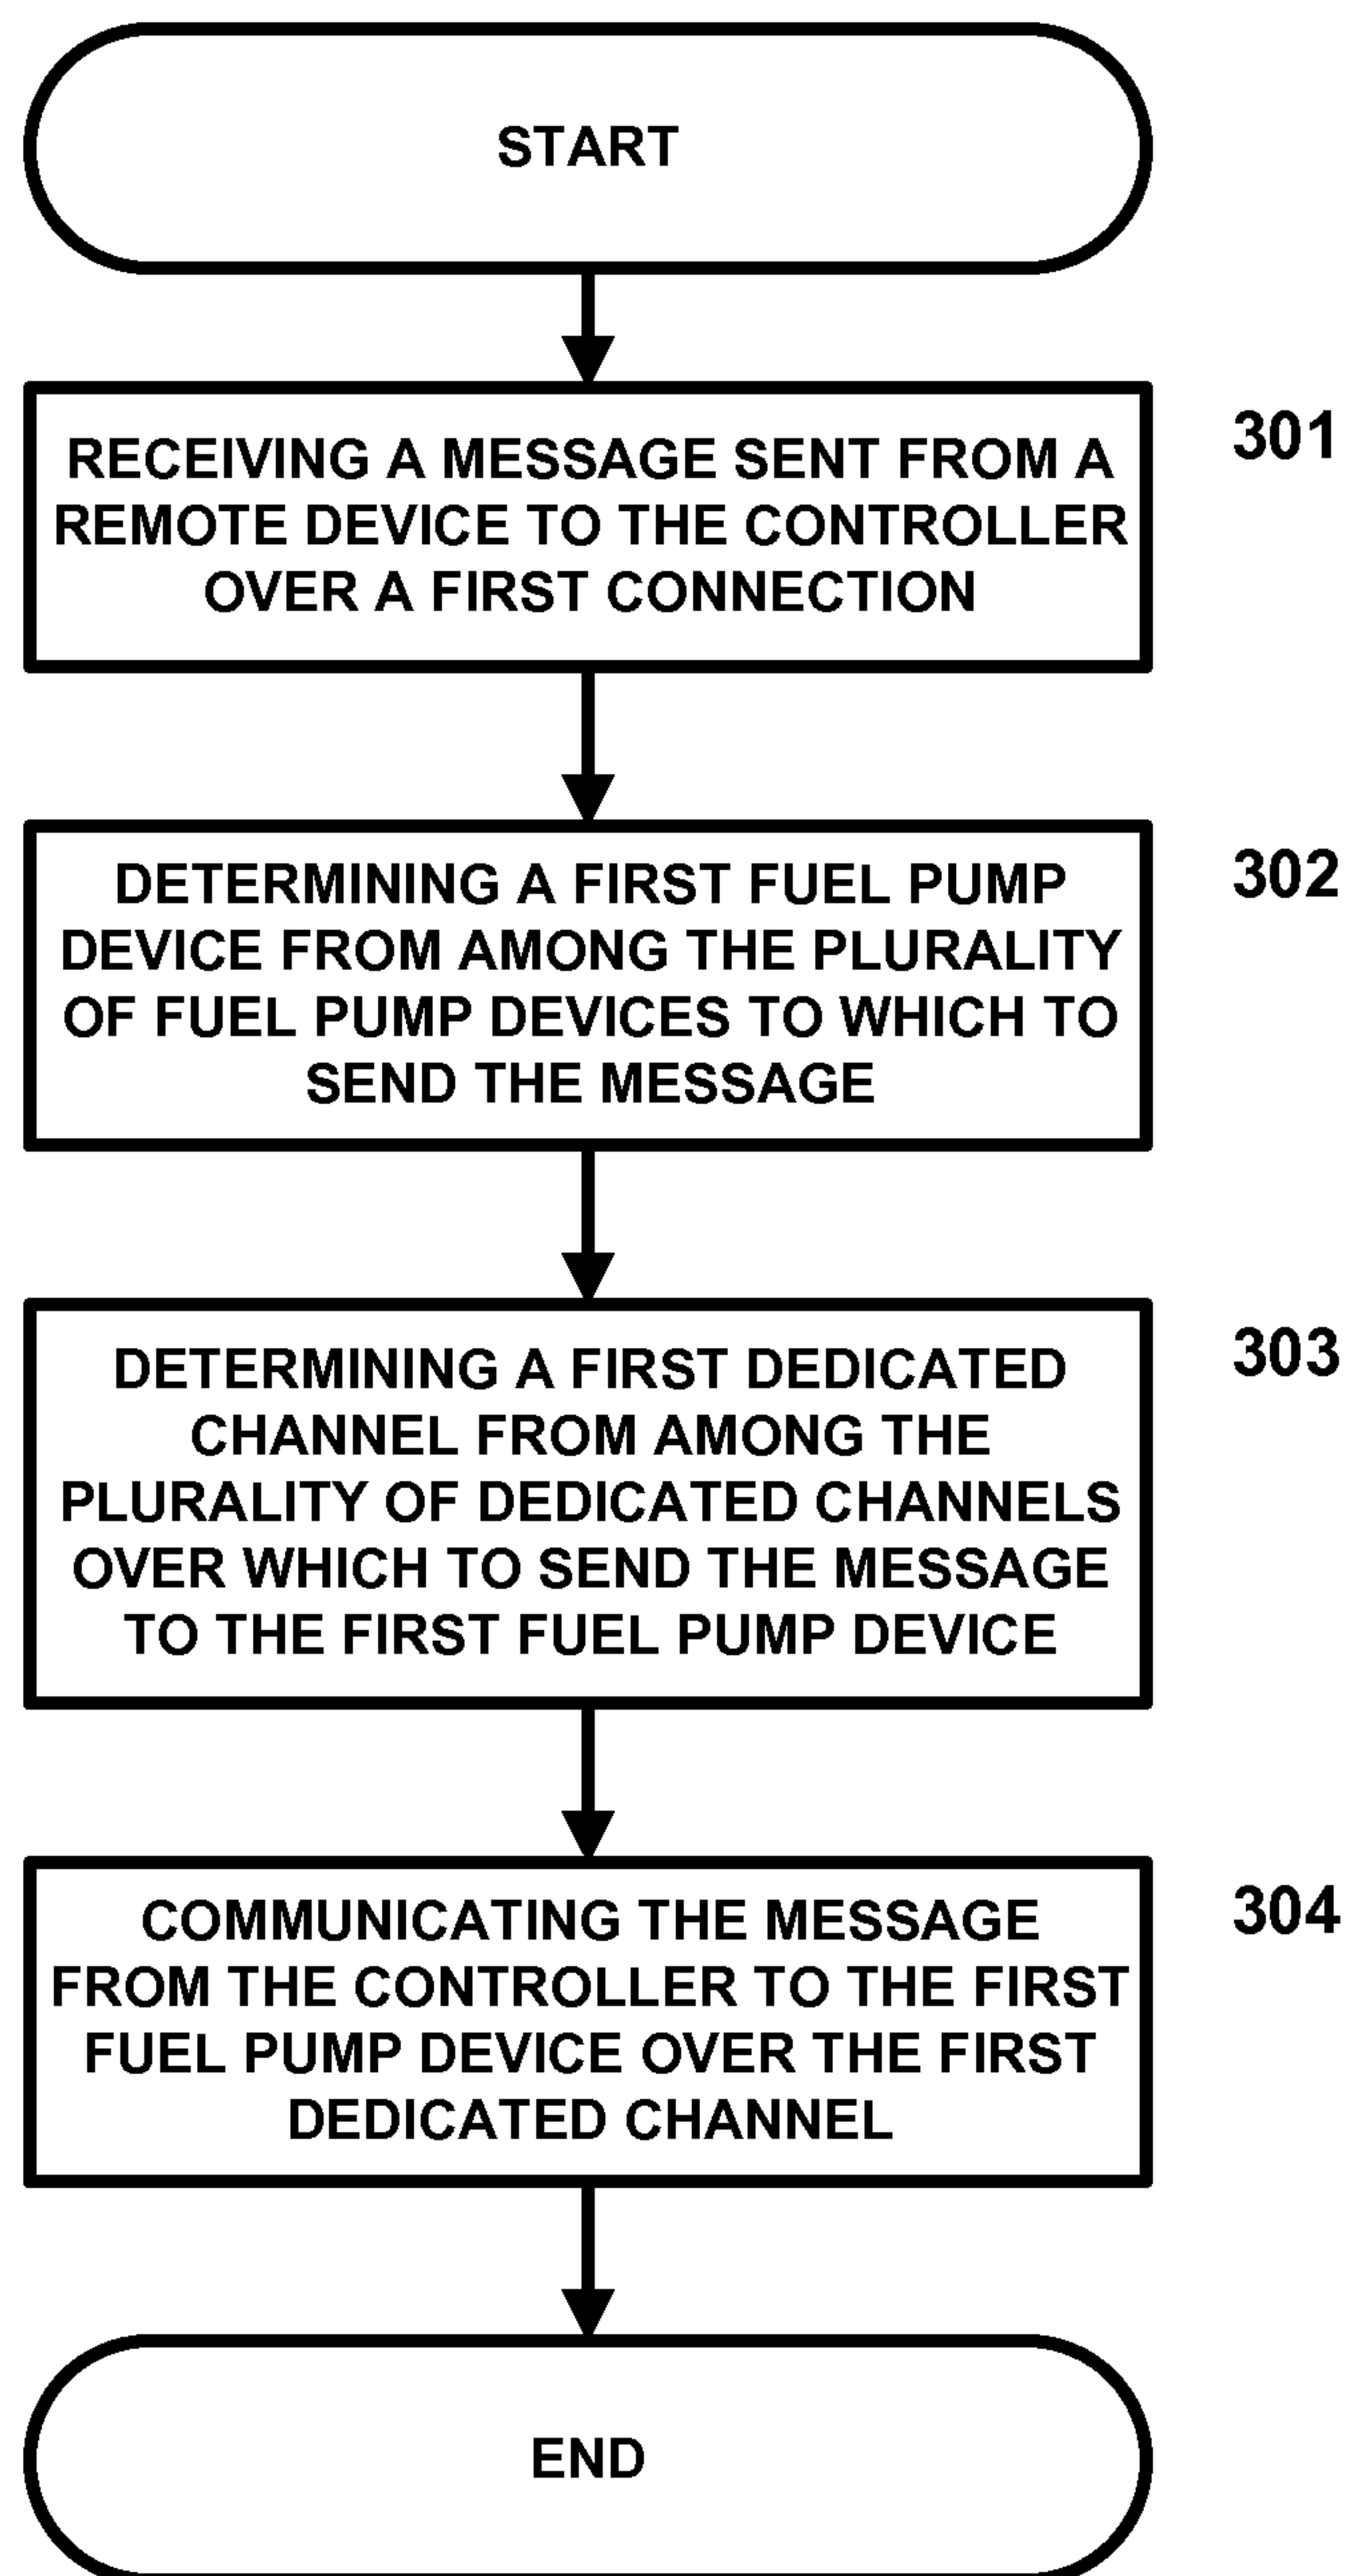 START
RECEIVING A MESSAGE SENT FROM A
REMOTE DEVICE TO THE CONTROLLER
OVER A FIRST CONNECTION
301
DETERMINING A FIRST FUEL PUMP
DEVICE FROM AMONG THE PLURALITY
OF FUEL PUMP DEVICES TO WHICH TO
SEND THE MESSAGE
302
DETERMINING A FIRST DEDICATED
CHANNEL FROM AMONG THE
PLURALITY OF DEDICATED CHANNELS
OVER WHICH TO SEND THE MESSAGE
TO THE FIRST FUEL PUMP DEVICE
303
COMMUNICATING THE MESSAGE
FROM THE CONTROLLER TO THE FIRST
FUEL PUMP DEVICE OVER THE FIRST
DEDICATED CHANNEL
304
END